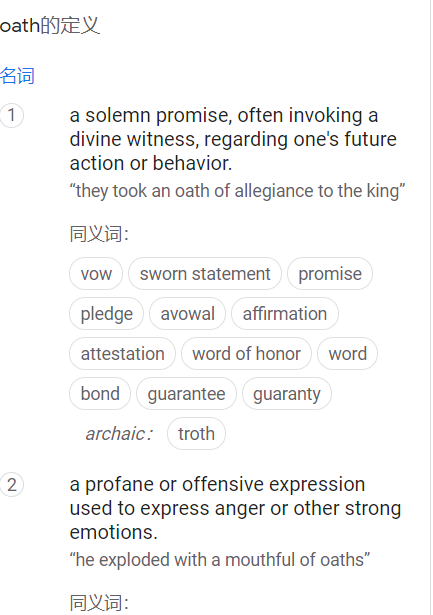 oath的定义
名词
1 a solemn promise, often invoking a
divine witness, regarding one's future
action or behavior.
“they took an oath of allegiance to the king”
同义词：
vow sworn statement promise
pledge avowal affirmation
attestation word of honor word
bond guarantee guaranty
archaic： troth
2 a profane or offensive expression
used to express anger or other strong
emotions.
“he exploded with a mouthful of oaths”
同义词：